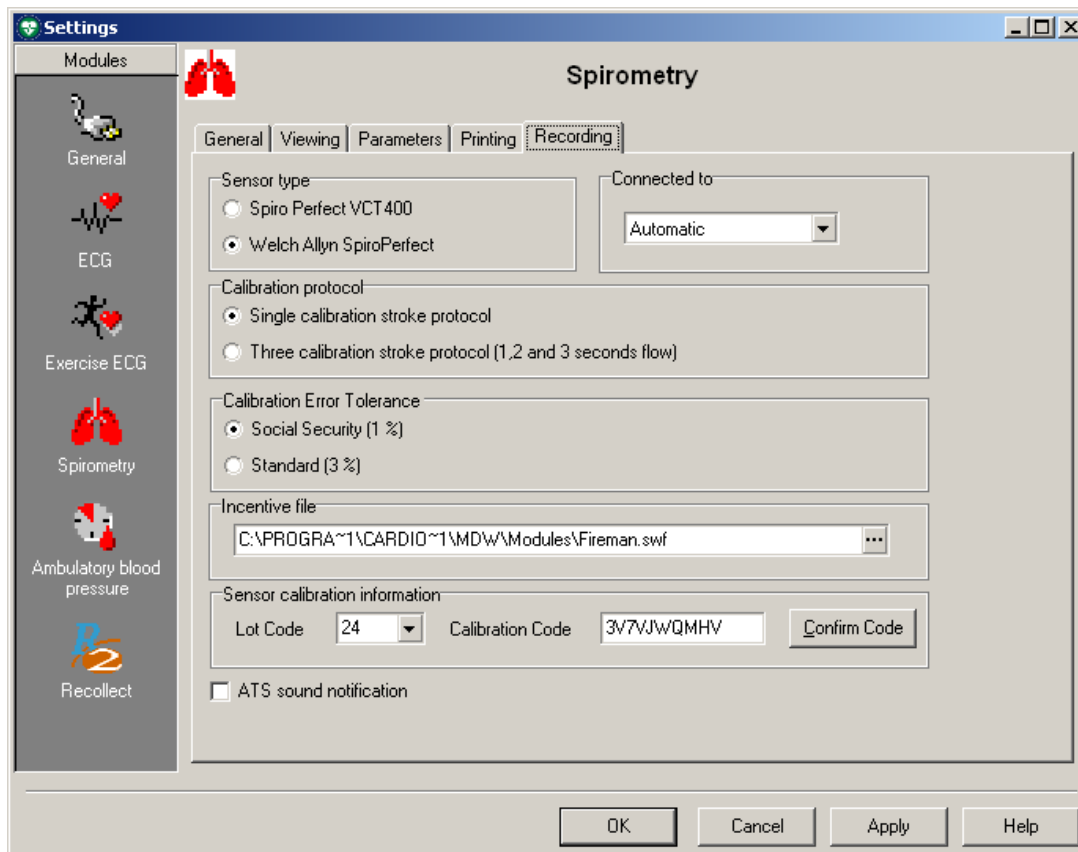 Settings
Modules
General
ECG
Exercise ECG
Spirometry
Ambulatory blood
pressure
Recollect
Spirometry
General Viewing Parameters Printing Recording
Sensor type
Spiro Perfect VCT400
Welch Allyn SpiroPerfect
Connected to
Automatic
Calibration protocol
Single calibration stroke protocol
Three calibration stroke protocol (1,2 and 3 seconds flow)
Calibration Error Tolerance
Social Security (1 %)
Standard (3 %)
Incentive file
C:\PROGRA~1\CARDIO~1\MDW\Modules\Fireman.swf ...
Sensor calibration information
Lot Code 24 Calibration Code 3V7VJWQMHV Confirm Code
ATS sound notification
OK Cancel Apply Help